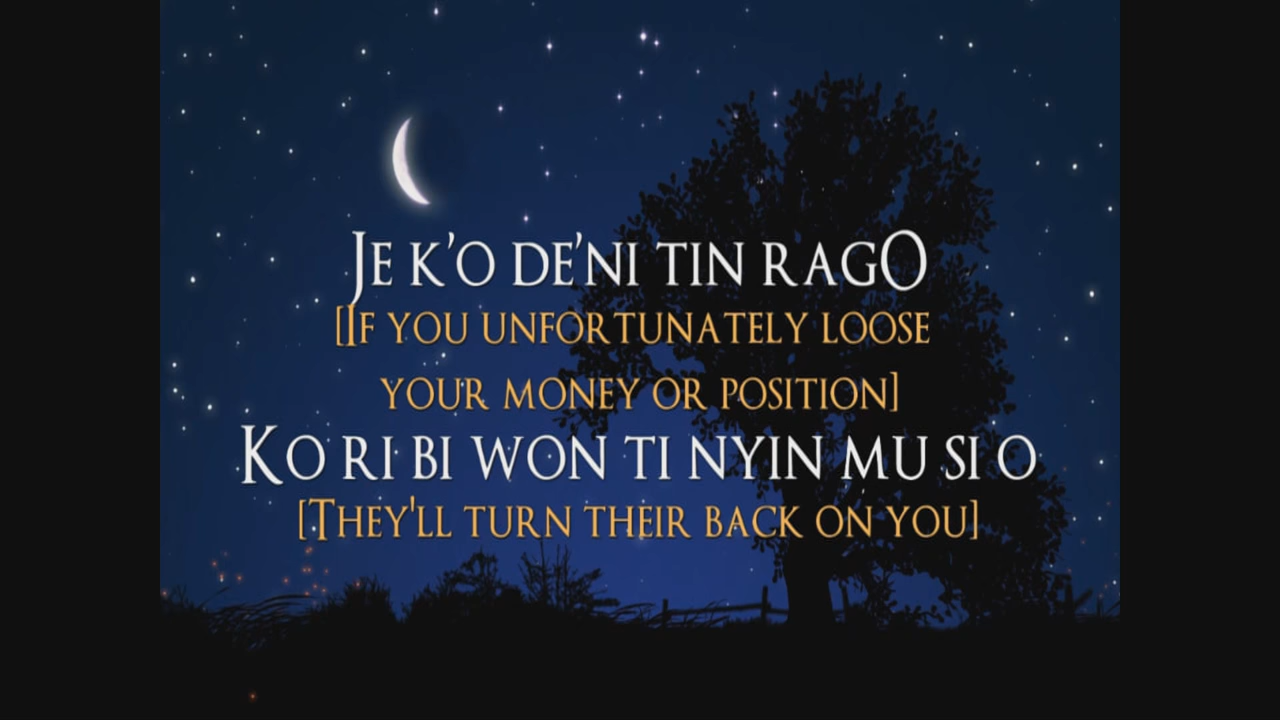 Je k'o de'ni tin ragO
[If you unfortunately loose
your money or position]
Ko ri bi won ti nyin mu si o
[They'll turn their back on you]